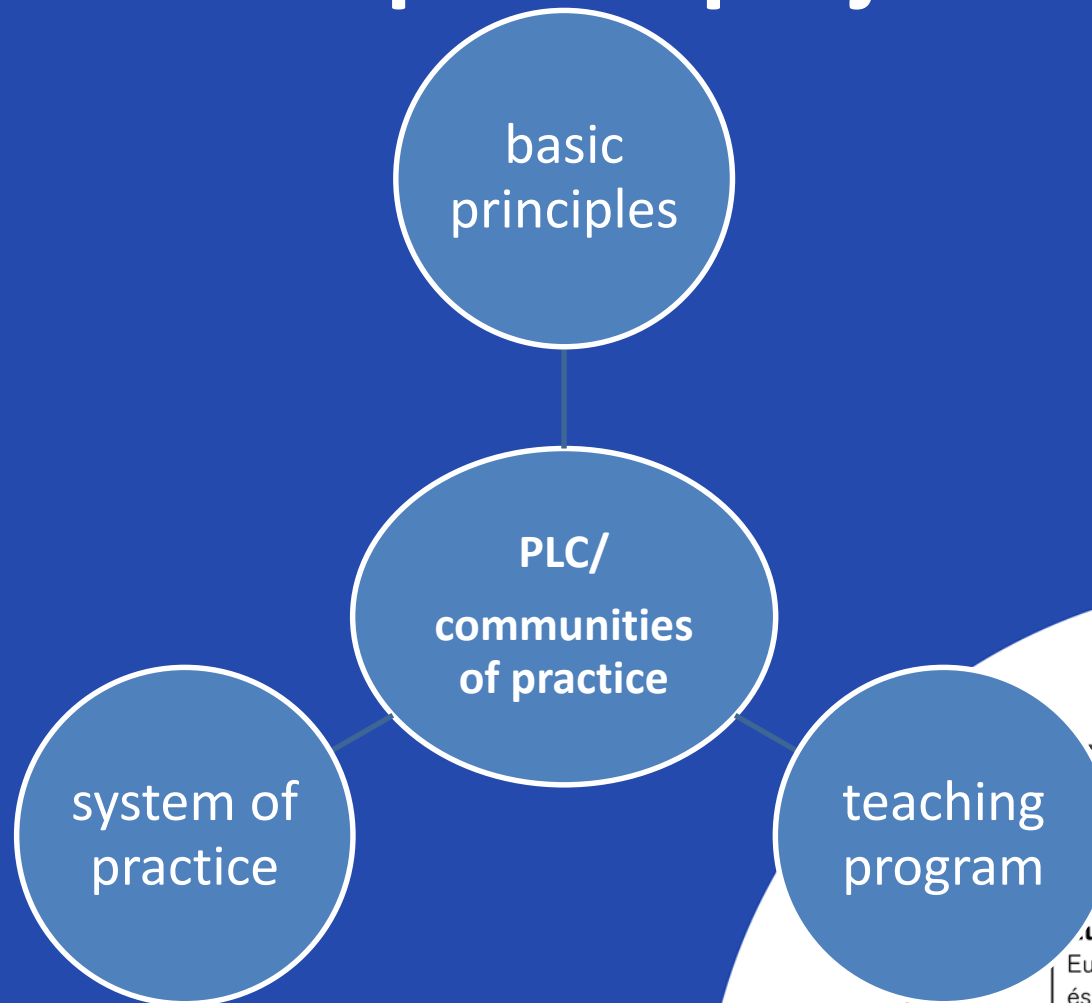 basic
principles
PLC/
communities
of practice
system of
practice
teaching
program